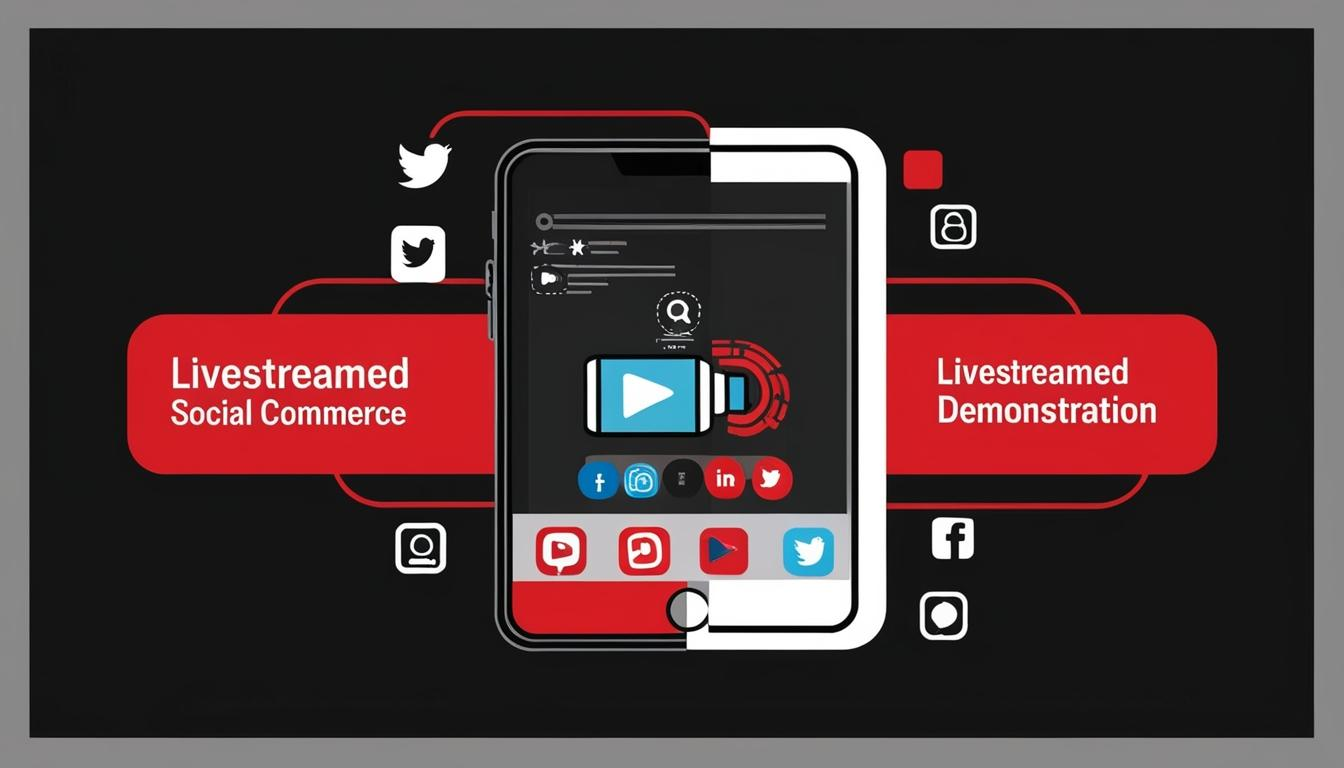 Livestreamed
Social Commerce
Livestreamed
Demonstration
in